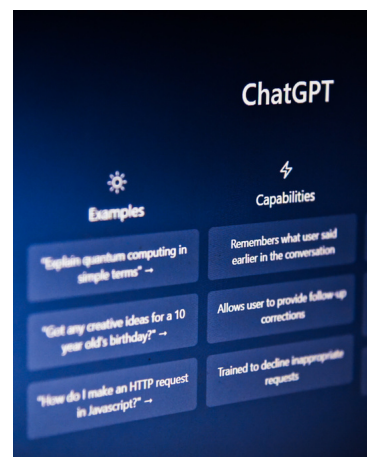 ChatGPT
Examples
"Explain quantum computing in
simple terms" →
"Got any creative ideas for a 10
year old's birthday?" →
"How do I make an HTTP request
in Javascript?" →
Capabilities
Remembers what user said
earlier in the conversation
Allows user to provide follow-up
corrections
Trained to decline inappropriate
requests